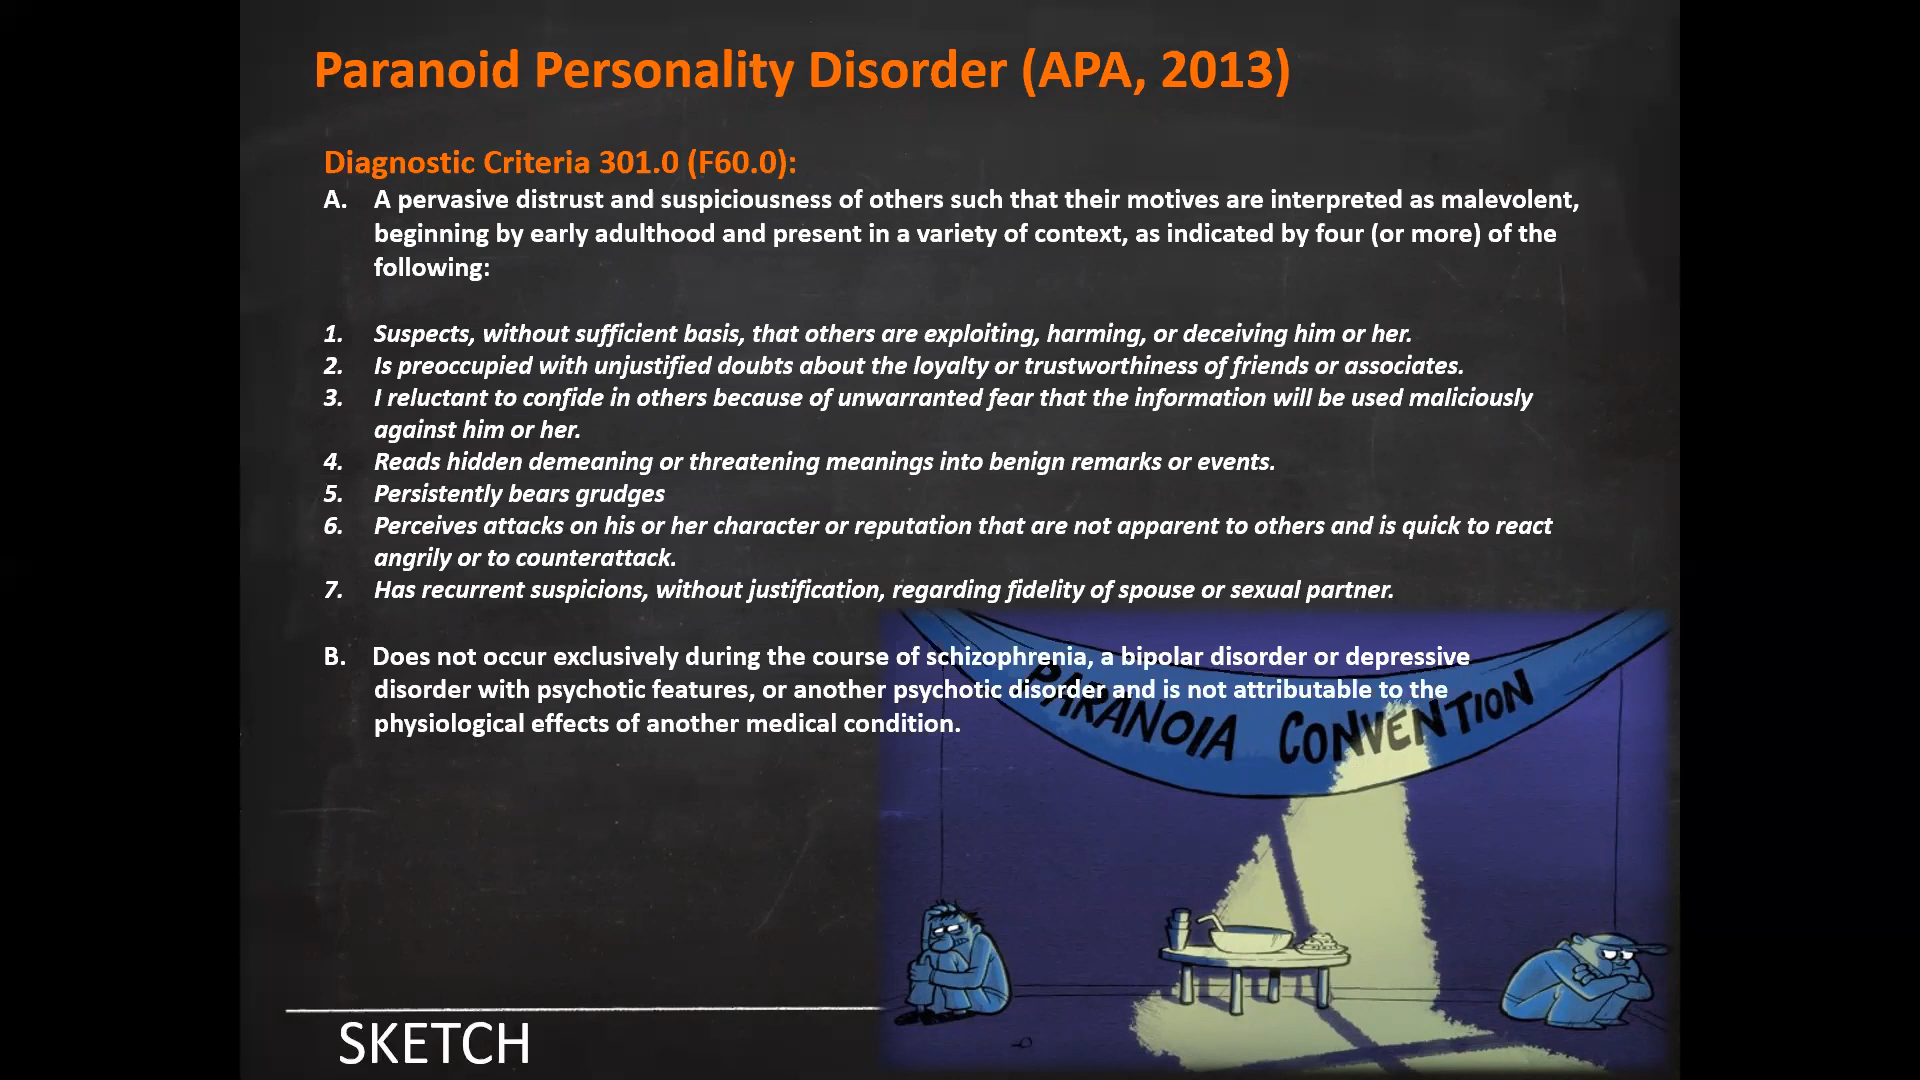 Paranoid Personality Disorder (APA, 2013)
Diagnostic Criteria 301.0 (F60.0):
A. A pervasive distrust and suspiciousness of others such that their motives are interpreted as malevolent,
beginning by early adulthood and present in a variety of context, as indicated by four (or more) of the
following:
1. Suspects, without sufficient basis, that others are exploiting, harming, or deceiving him or her.
2. Is preoccupied with unjustified doubts about the loyalty or trustworthiness of friends or associates.
3. I reluctant to confide in others because of unwarranted fear that the information will be used maliciously
against him or her.
4. Reads hidden demeaning or threatening meanings into benign remarks or events.
5. Persistently bears grudges
6. Perceives attacks on his or her character or reputation that are not apparent to others and is quick to react
angrily or to counterattack.
7. Has recurrent suspicions, without justification, regarding fidelity of spouse or sexual partner.
B. Does not occur exclusively during the course of schizophrenia, a bipolar disorder or depressive
disorder with psychotic features, or another psychotic disorder and is not attributable to the
physiological effects of another medical condition.
PARANOIA CONVENTION
SKETCH